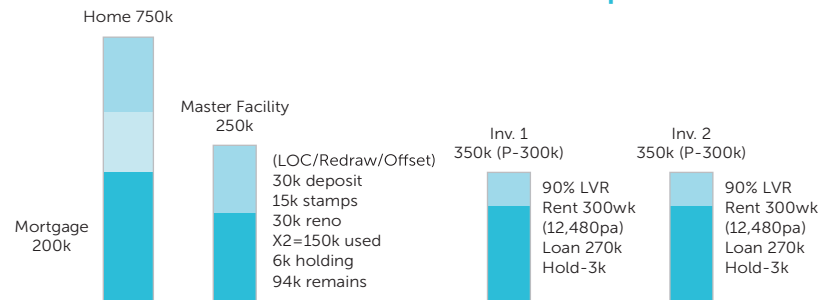 Home 750k
Mortgage
200k
Master Facility
250k
(LOC/Redraw/Offset)
30k deposit
15k stamps
30k reno
X2=150k used
6k holding
94k remains
Inv. 1
350k (P-300k)
90% LVR
Rent 300wk
(12,480pa)
Loan 270k
Hold-3k
Inv. 2
350k (P-300k)
90% LVR
Rent 300wk
(12,480pa)
Loan 270k
Hold-3k